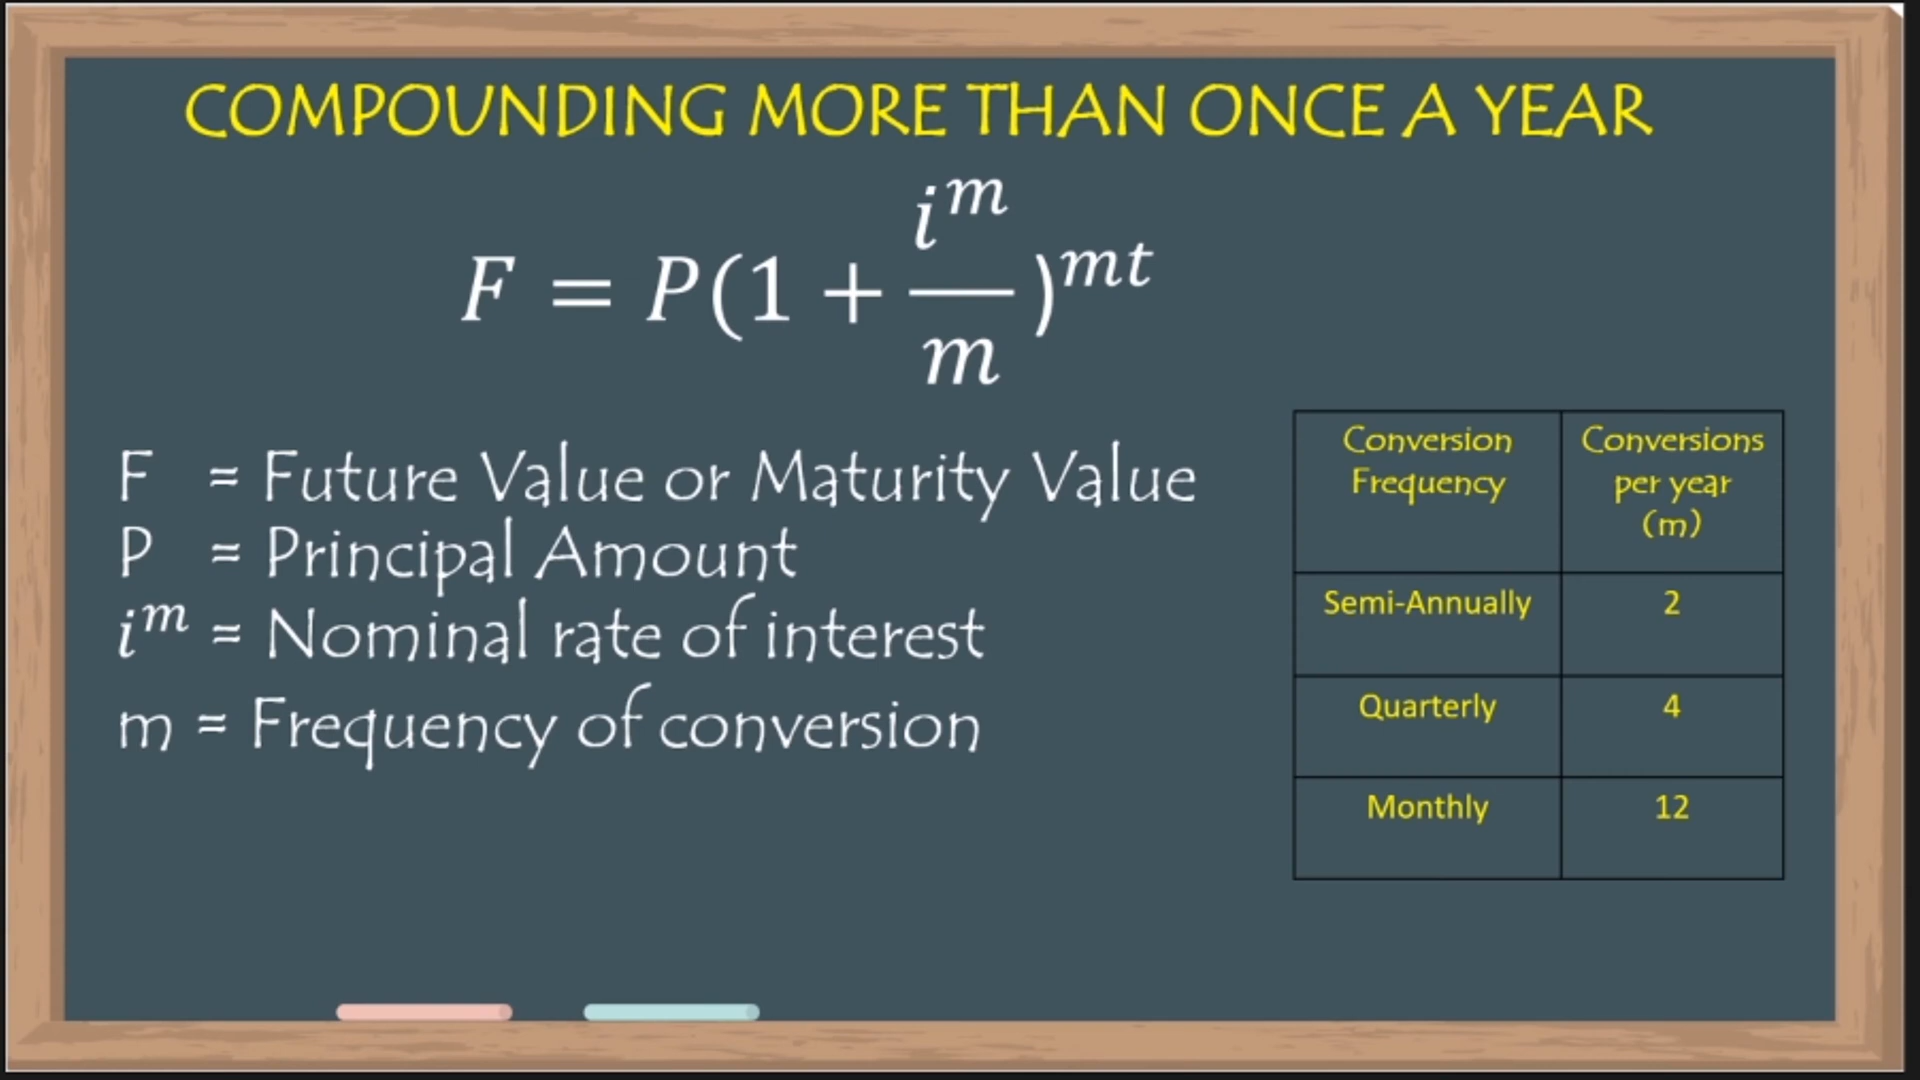 COMPOUNDING MORE THAN ONCE A YEAR
F = P(1 + i^m/m)^mt
F = Future Value or Maturity Value
P = Principal Amount
i^m = Nominal rate of interest
m = Frequency of conversion
Conversion Frequency Conversions per year (m)
Semi-Annually 2
Quarterly 4
Monthly 12